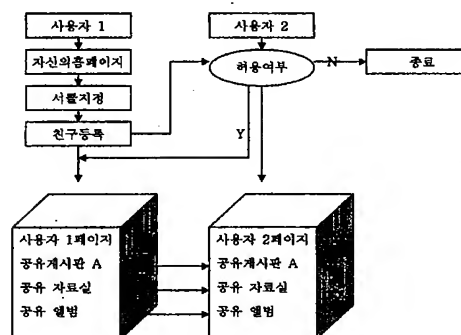 사용자 1
사용자 2
자신의홈페이지
허용여부
N
종료
서클지정
친구등록
Y
사용자 1페이지
공유게시판 A
공유 자료실
공유 앨범
사용자 2페이지
공유게시판 A
공유 자료실
공유 앨범